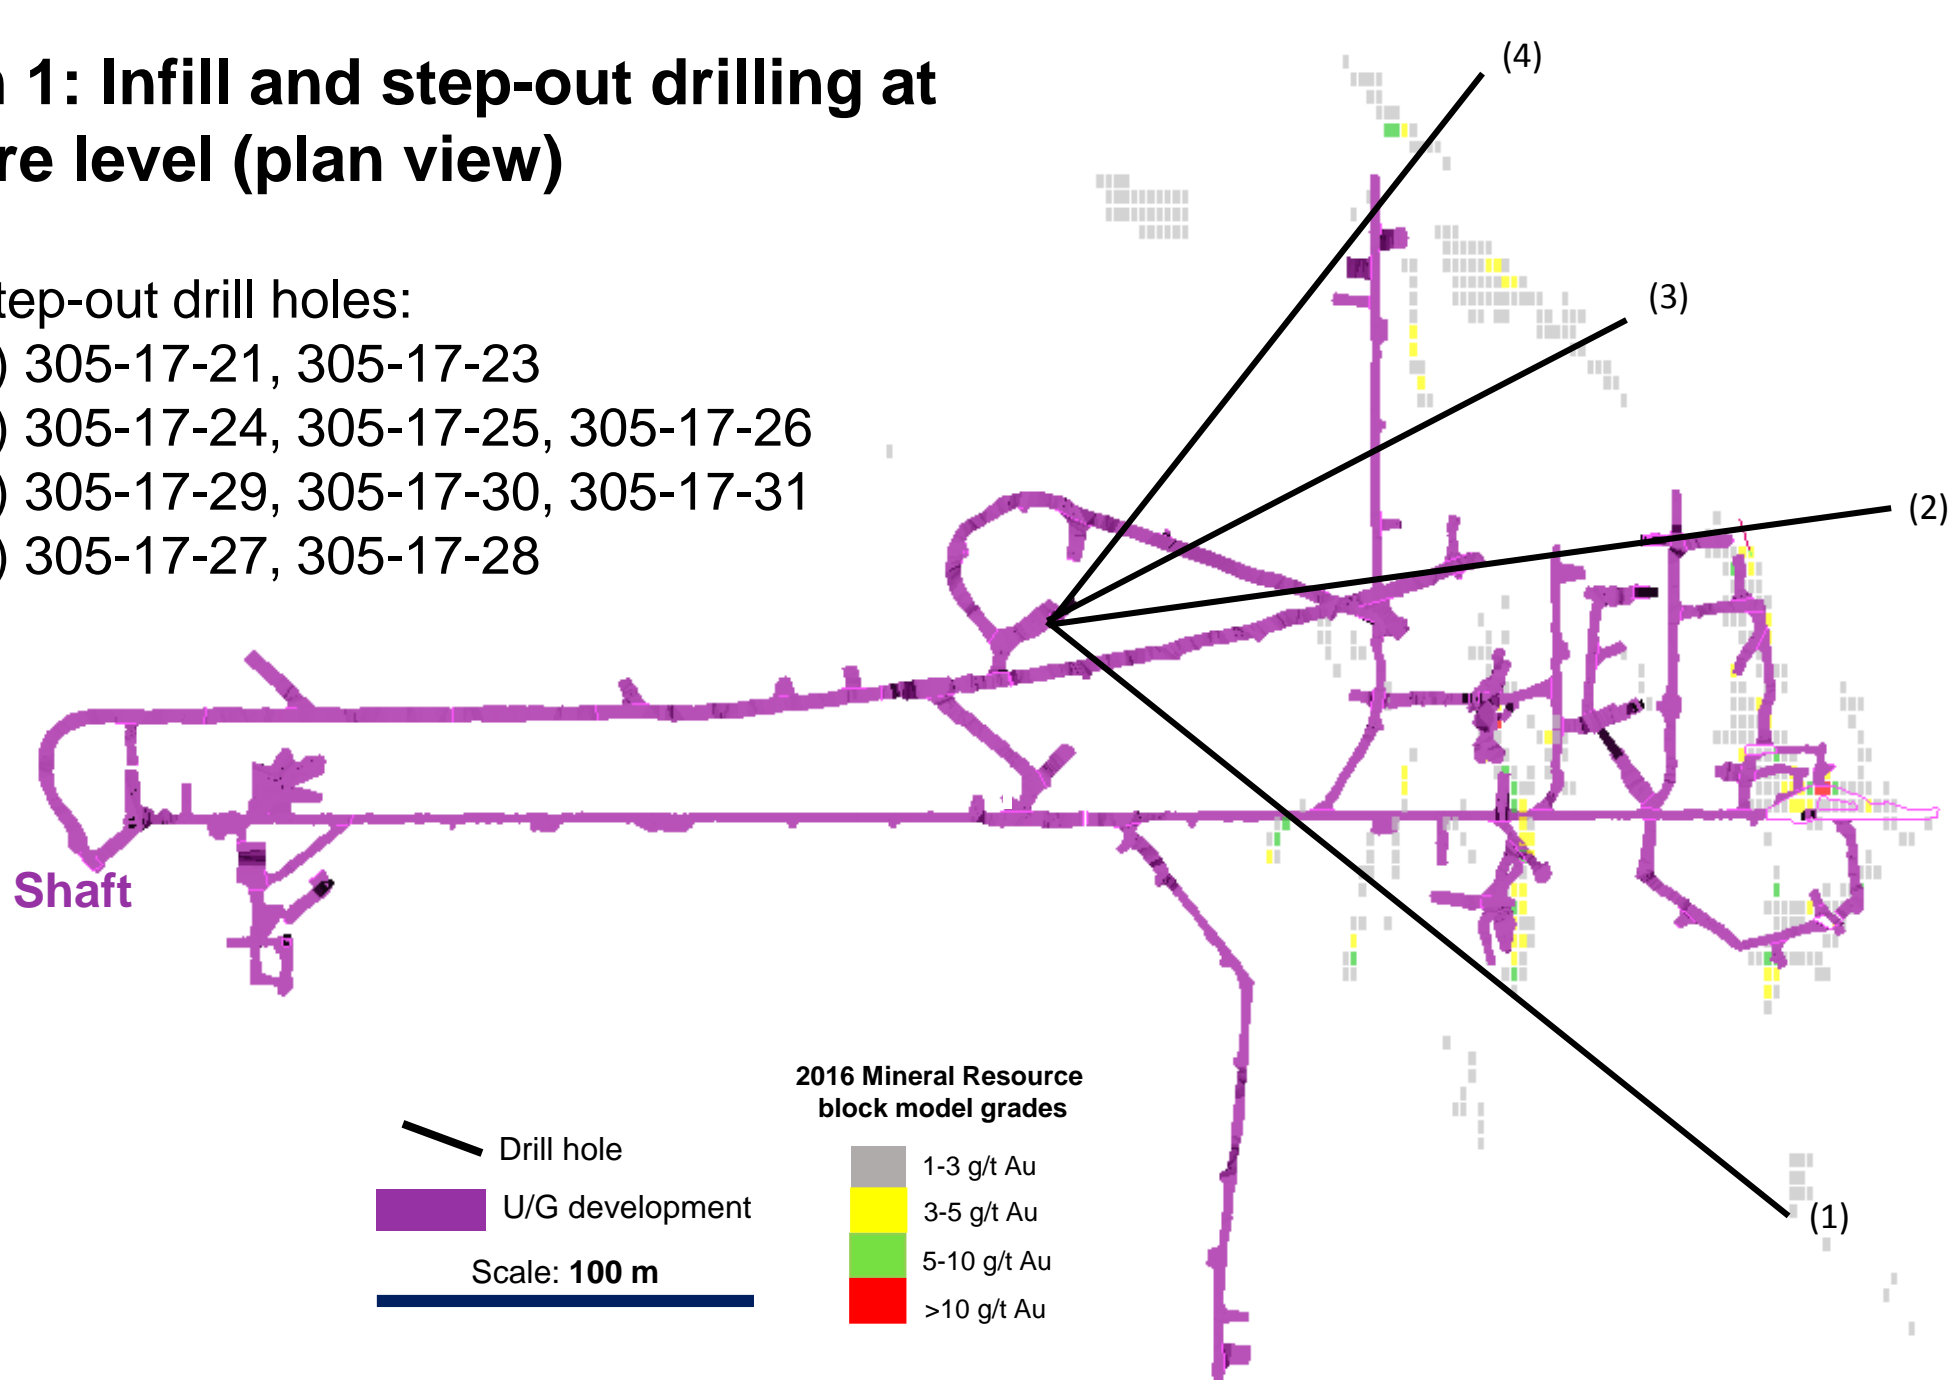 1: Infill and step-out drilling at
level (plan view)
drill holes:
305-17-21, 305-17-23
305-17-24, 305-17-25, 305-17-26
305-17-29, 305-17-30, 305-17-31
305-17-27, 305-17-28
(4)
(3)
(2)
(1)
Shaft
Drill hole
U/G development
Scale: 100 m
2016 Mineral Resource
block model grades
1-3 g/t Au
3-5 g/t Au
5-10 g/t Au
>10 g/t Au